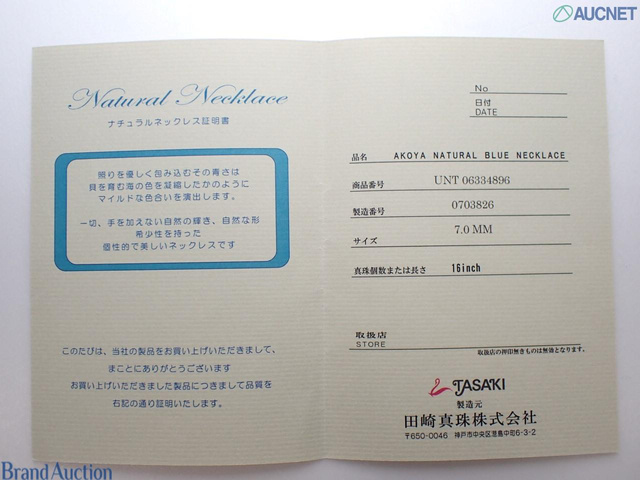 AUCNET
Natural Necklace
ナチュラルネックレス証明書
照りを優しく包み込むその青さは
貝を育む海の色を凝縮したかのように
マイルドな色合いを演出します。
一切、手を加えない自然の輝き、自然な形
希少性を持った
個性的で美しいネックレスです
このたびは、当社の製品をお買い上げいただきまして、
まことにありがとうございます
お買い上げいただきました製品につきまして品質を
右記の通り証明いたします。
No
日付
DATE
品名 AKOYA NATURAL BLUE NECKLACE
商品番号 UNT 06334896
製造番号 0703826
サイズ 7.0 MM
真珠個数または長さ 16inch
取扱店
STORE
取扱店の押印無きものは無効となります。
TASAKI
製造元
田崎真珠株式会社
〒650-0046 神戸市中央区港島中町6-3-2
Brand Auction